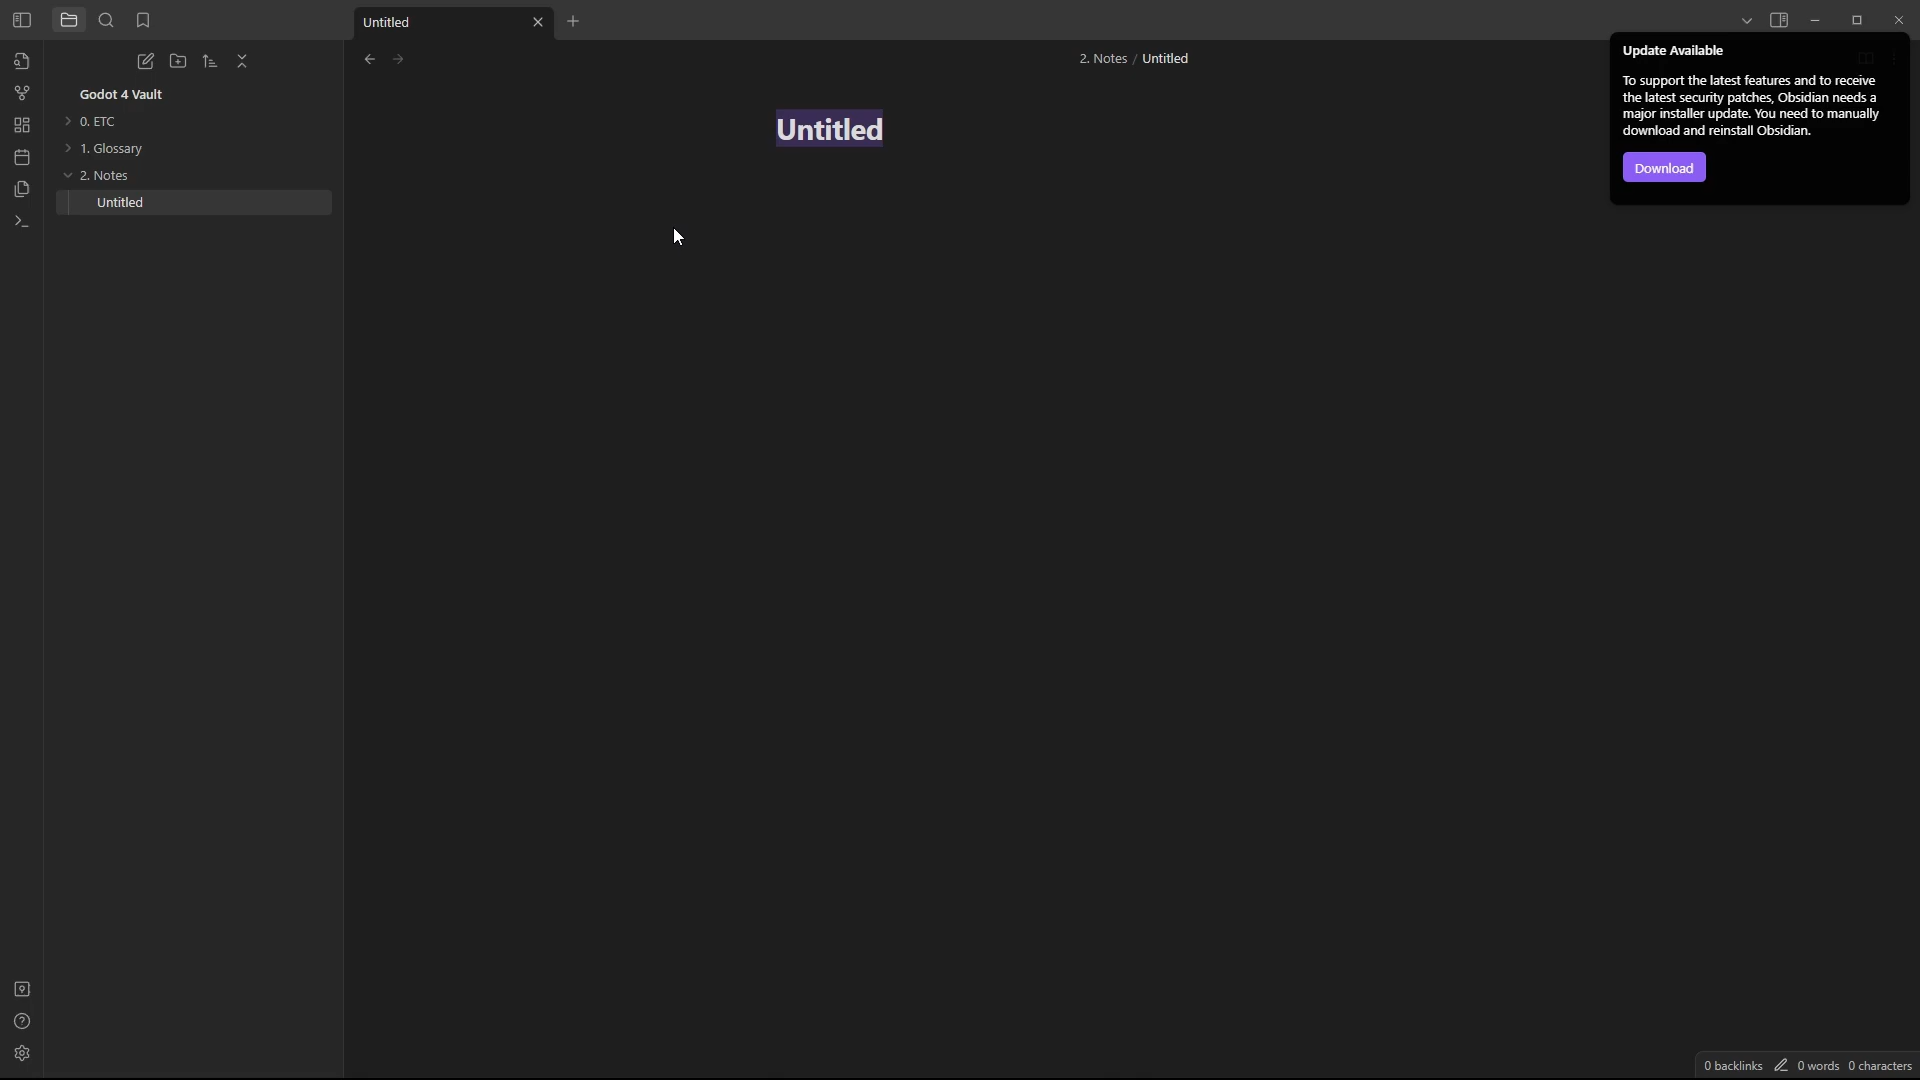 Untitled
2. Notes / Untitled
Update Available
To support the latest features and to receive
the latest security patches, Obsidian needs a
major installer update. You need to manually
download and reinstall Obsidian.
Download
Godot 4 Vault
0. ETC
1. Glossary
2. Notes
Untitled
Untitled
0 backlinks 0 words 0 characters